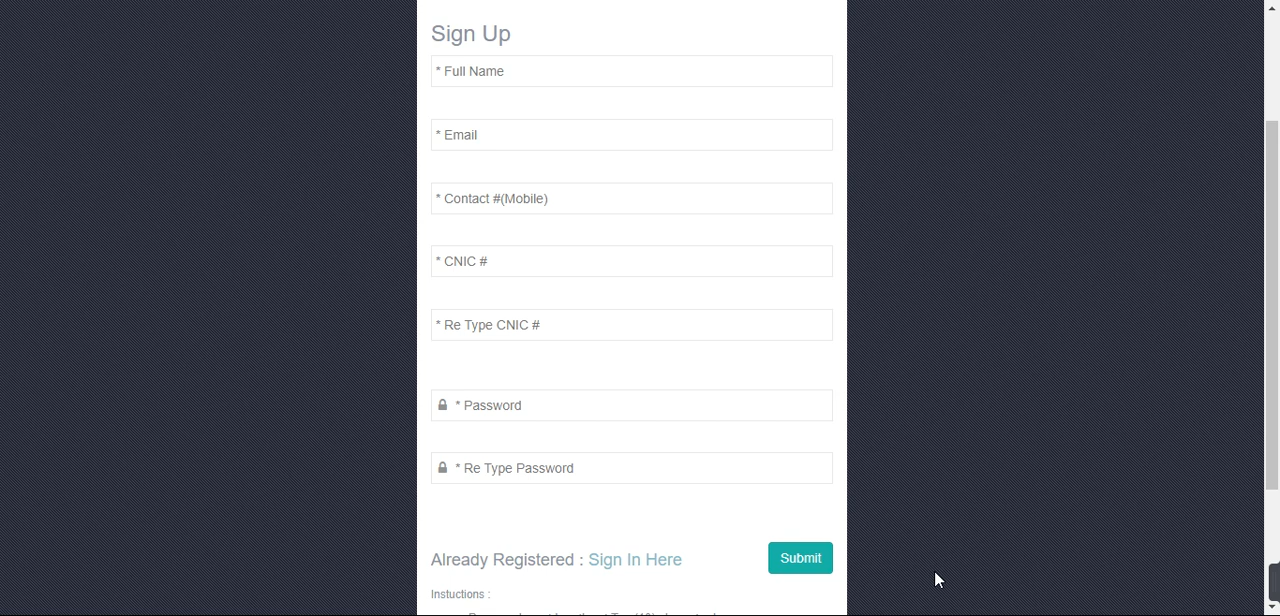 Sign Up
* Full Name
* Email
* Contact #(Mobile)
* CNIC #
* Re Type CNIC #
* Password
* Re Type Password
Already Registered : Sign In Here
Submit
Instuctions :